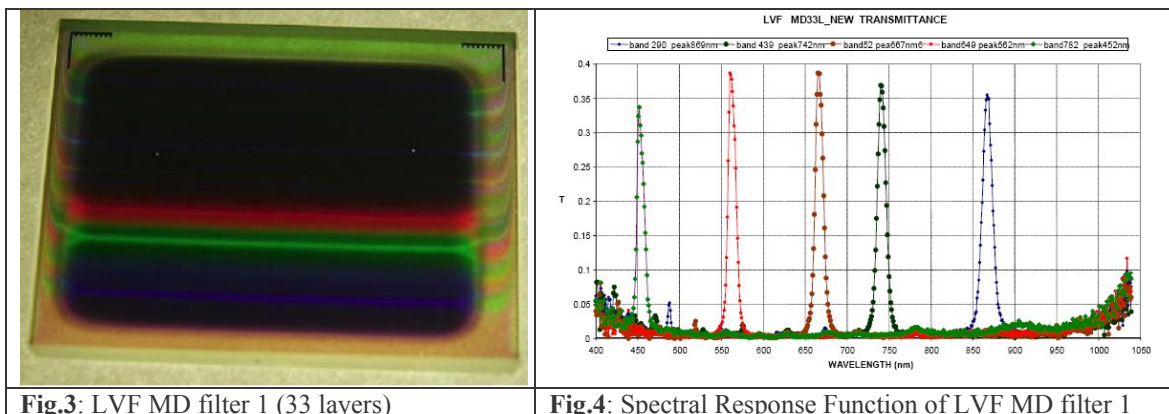 LVF MD33L_NEW TRANSMITTANCE
band 290 peak869nm band 439 peak742nm band52 pea667nm6 band649 peak562nm band782 peak452nm
0.4
0.35
0.3
0.25
T
0.2
0.15
0.1
0.05
0
400 450 500 550 600 650 700 750 800 850 900 950 1000 1050
WAVELENGTH (nm)
Fig.3: LVF MD filter 1 (33 layers)
Fig.4: Spectral Response Function of LVF MD filter 1